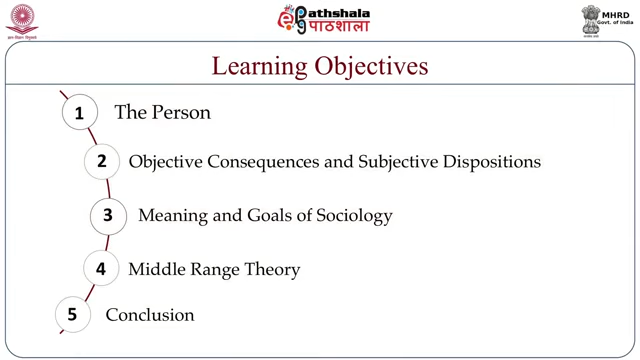 Pathshala
पाठशाला
MHRD
Govt. of India
Learning Objectives
1 The Person
2 Objective Consequences and Subjective Dispositions
3 Meaning and Goals of Sociology
4 Middle Range Theory
5 Conclusion